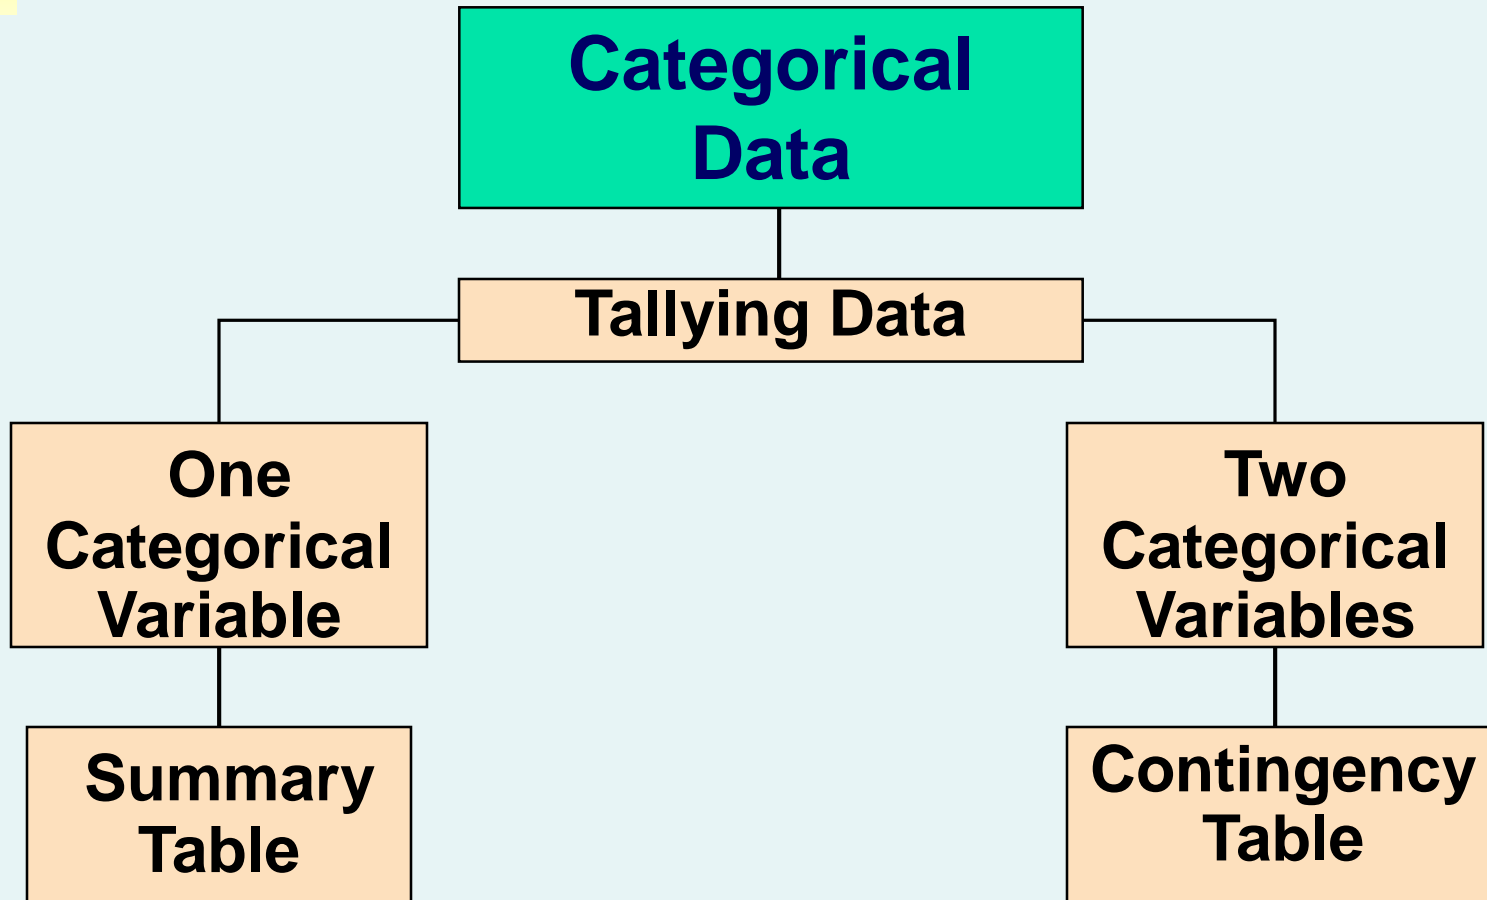 Categorical
Data
Tallying Data
One
Categorical
Variable
Two
Categorical
Variables
Summary
Table
Contingency
Table